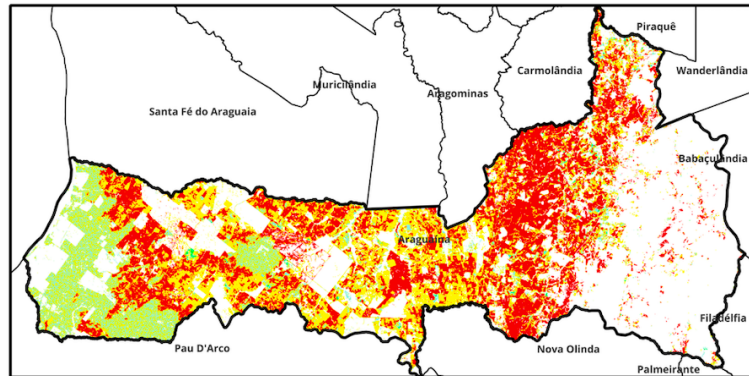 Piraquê
Carmolândia
Wanderlândia
Muricilândia
Aragominas
Santa Fé do Araguaia
Babaçulândia
Araguaína
Filadélfia
Pau D'Arco
Nova Olinda
Palmeirante